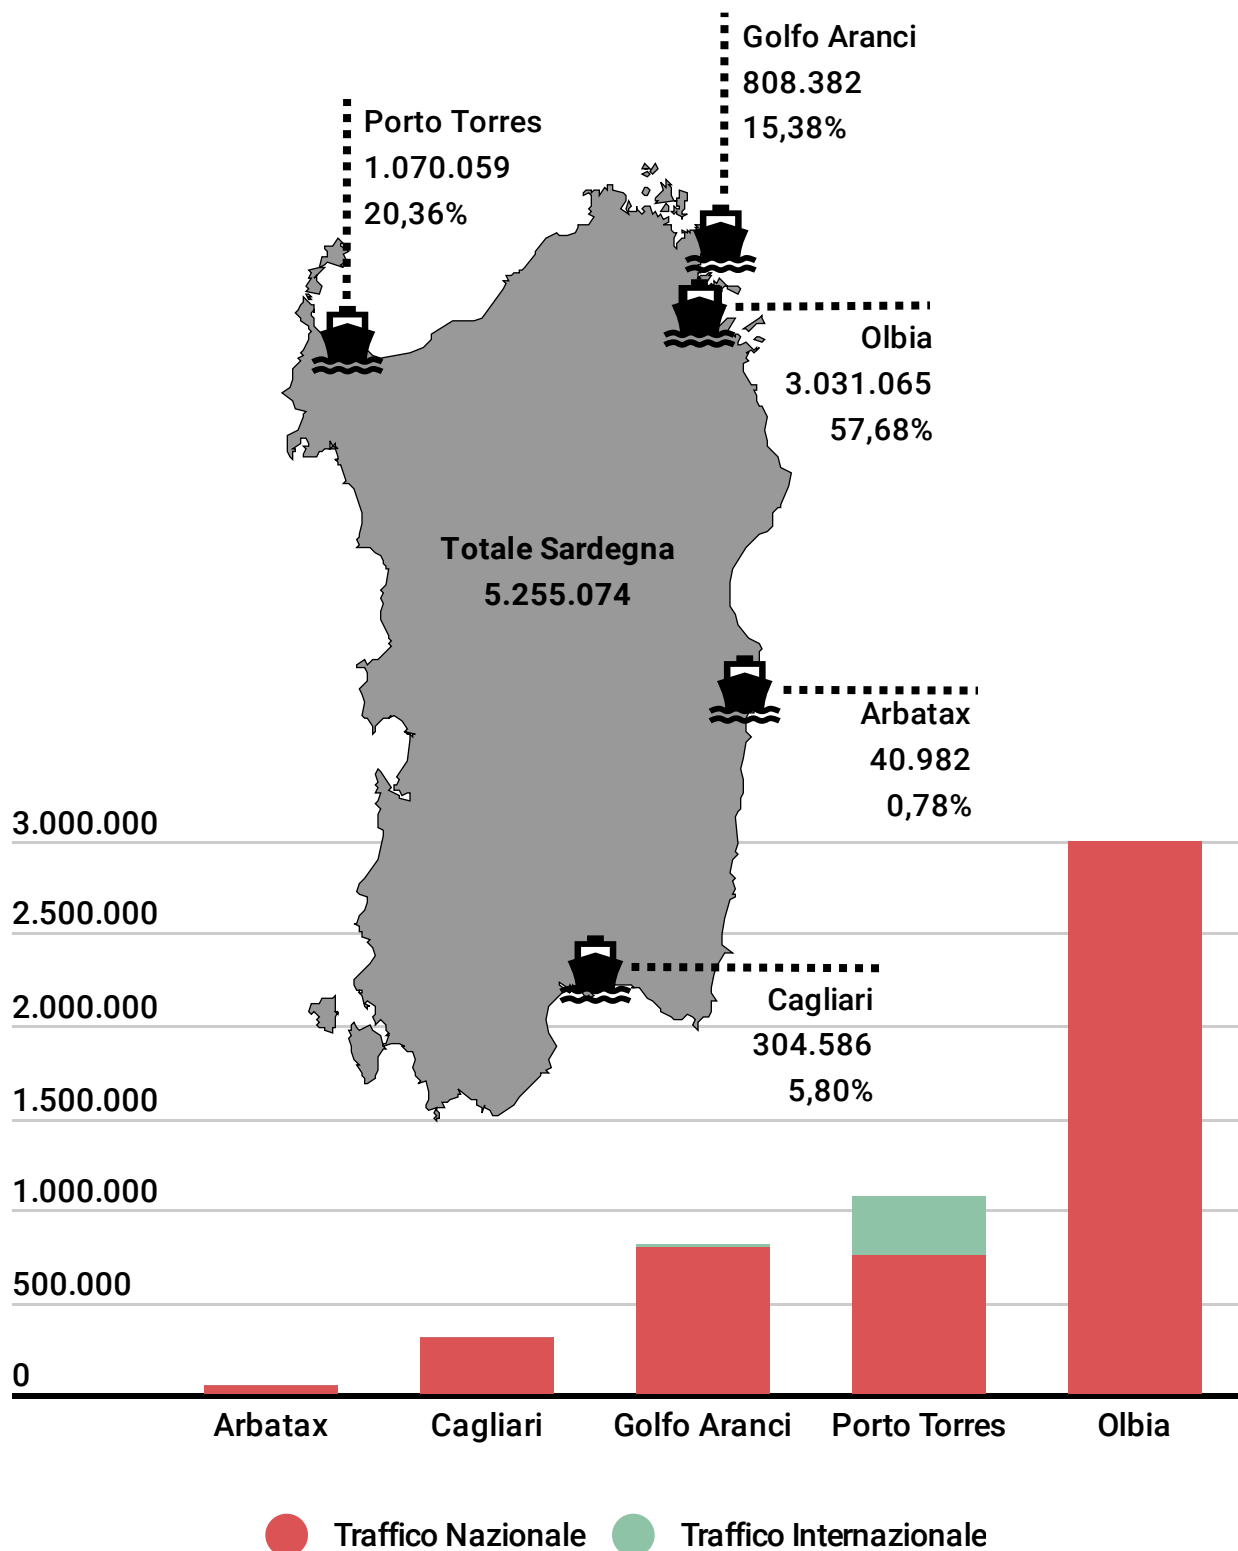 Golfo Aranci
808.382
15,38%
Porto Torres
1.070.059
20,36%
Olbia
3.031.065
57,68%
Totale Sardegna
5.255.074
Arbatax
40.982
0,78%
Cagliari
304.586
5,80%
3.000.000
2.500.000
2.000.000
1.500.000
1.000.000
500.000
0
Arbatax
Cagliari
Golfo Aranci
Porto Torres
Olbia
Traffico Nazionale
Traffico Internazionale